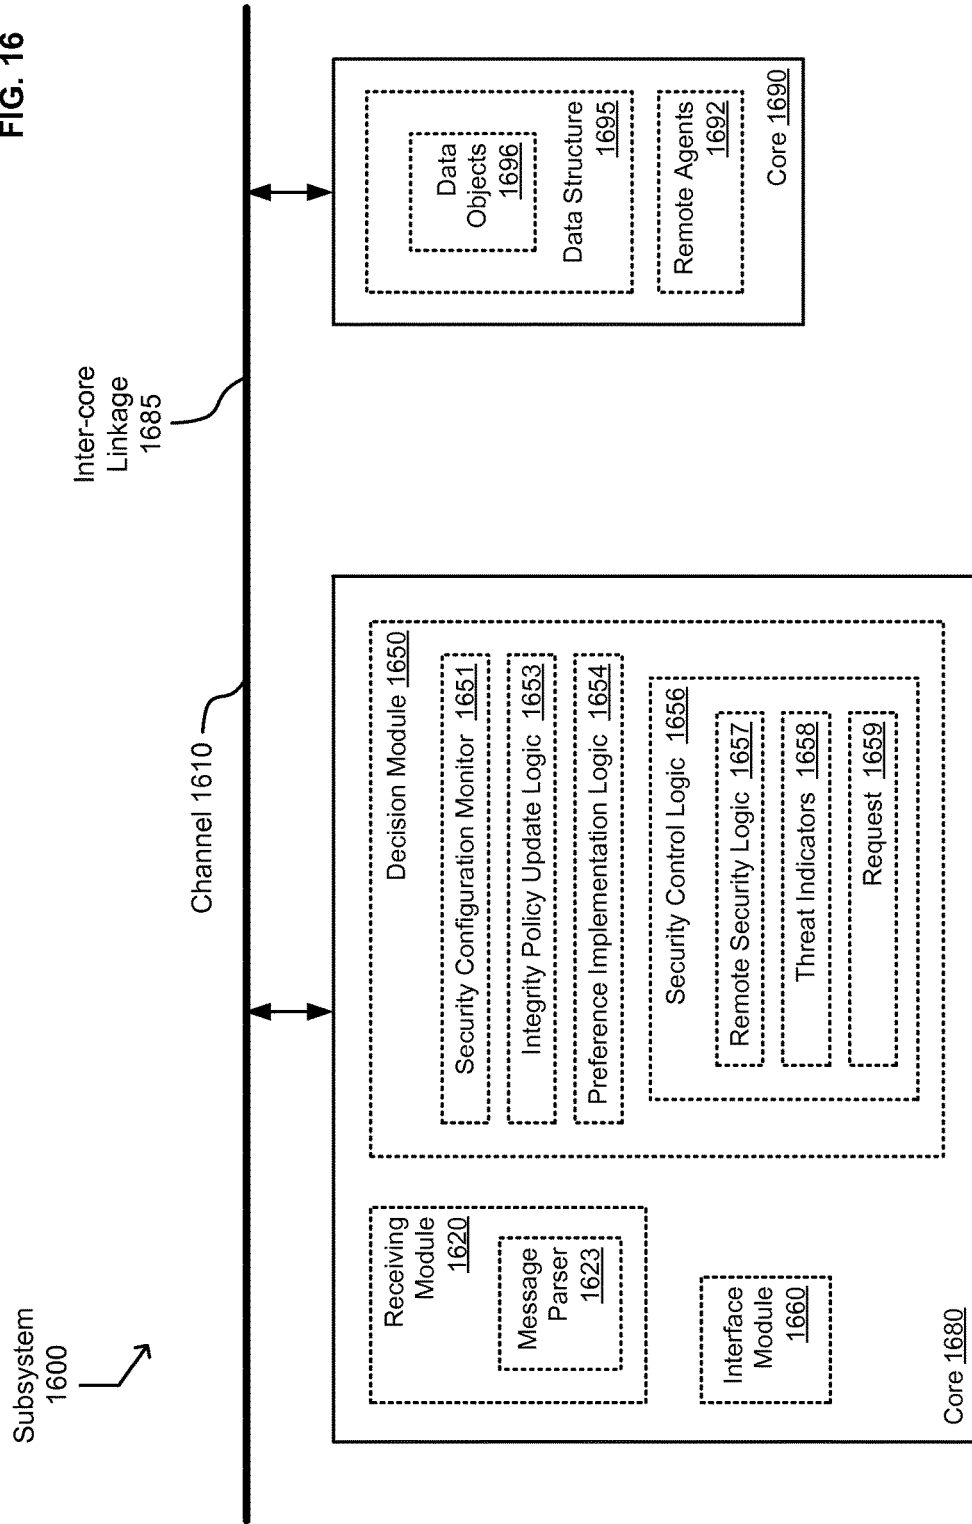 FIG. 16
Subsystem
1600
Channel 1610
Inter-core
Linkage
1685
Receiving
Module
1620
Message
Parser
1623
Interface
Module
1660
Core 1680
Decision Module 1650
Security Configuration Monitor 1651
Integrity Policy Update Logic 1653
Preference Implementation Logic 1654
Security Control Logic 1656
Remote Security Logic 1657
Threat Indicators 1658
Request 1659
Data
Objects
1696
Data Structure
1695
Remote Agents
1692
Core 1690